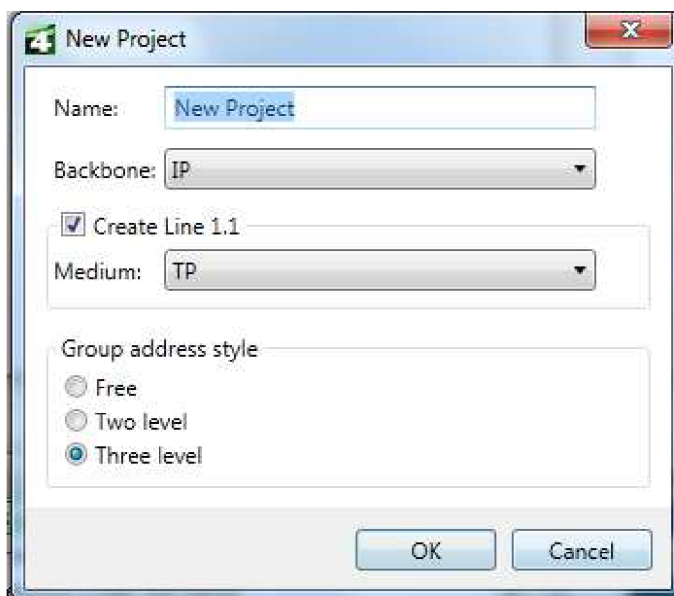 4 New Project
Name: New Project
Backbone: IP
Create Line 1.1
Medium: TP
Group address style
Free
Two level
Three level
OK Cancel